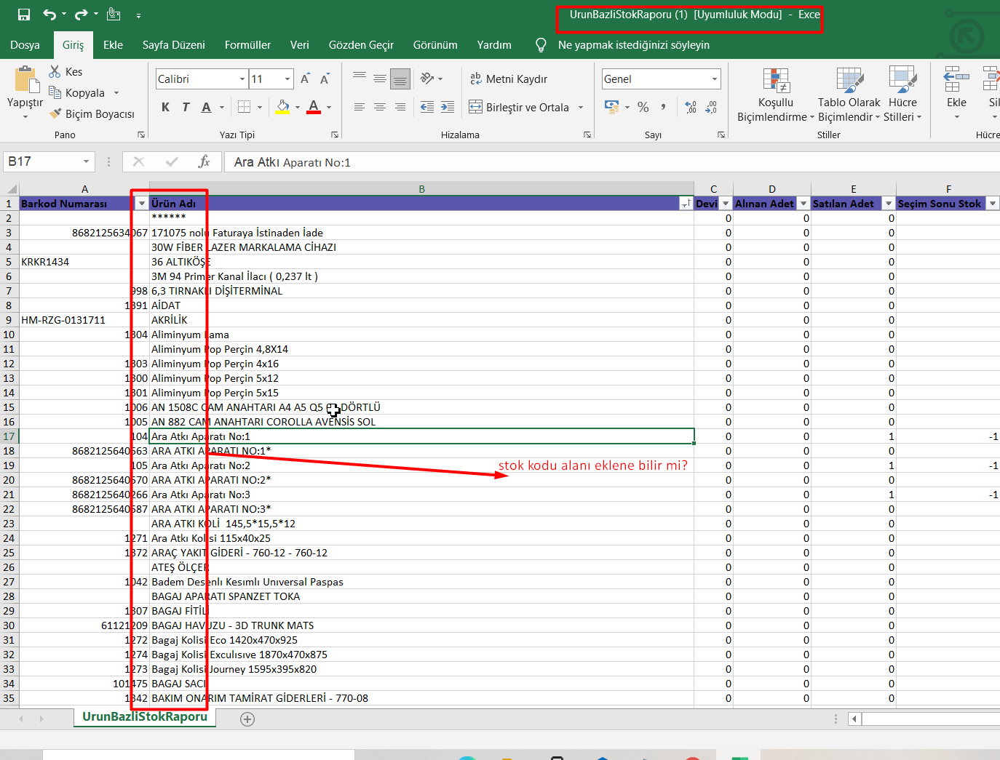 UrunBazliStokRaporu (1) [Uyumluluk Modu] - Exce
Dosya Giriş Ekle Sayfa Düzeni Formüller Veri Gözden Geçir Görünüm Yardım Ne yapmak istediğinizi söyleyin
Yapıştır
Kes
Kopyala
Biçim Boyacısı
Pano
Calibri 11
K T A A
Yazı Tipi
Metni Kaydır
Birleştir ve Ortala
Hizalama
Genel
Sayı
Koşullu Biçimlendirme
Tablo Olarak Biçimlendir
Hücre Stilleri
Stiller
Ekle
Sil
Hücre
B17 fx Ara Atkı Aparatı No:1
A B C D E F
1 Barkod Numarası Ürün Adı Devi Alınan Adet Satılan Adet Seçim Sonu Stok
2 ****** 0 0 0
3 8682125634067 171075 nolu Faturaya İstinaden İade 0 0 0
4 30W FİBER LAZER MARKALAMA CİHAZI 0 0 0
5 KRKR1434 36 ALTIKÖŞE 0 0 0
6 3M 94 Primer Kanal İlacı ( 0,237 lt ) 0 0 0
7 998 6,3 TIRNAKLI DİŞİTERMİNAL 0 0 0
8 1391 AİDAT 0 0 0
9 HM-RZG-0131711 AKRİLİK 0 0 0
10 1304 Aliminyum Lama 0 0 0
11 Aliminyum Pop Perçin 4,8X14 0 0 0
12 1303 Aliminyum Pop Perçin 4x16 0 0 0
13 1300 Aliminyum Pop Perçin 5x12 0 0 0
14 1301 Aliminyum Pop Perçin 5x15 0 0 0
15 1006 AN 1508C CAM ANAHTARI A4 A5 Q5 DÖRTLÜ 0 0 0
16 1005 AN 882 CAM ANAHTARI COROLLA AVENSİS SOL 0 0 0
17 104 Ara Atkı Aparatı No:1 0 0 1 -1
18 8682125640563 ARA ATKI APARATI NO:1* 0 0 0
19 105 Ara Atkı Aparatı No:2 0 0 1 -1
stok kodu alanı eklene bilir mi?
20 8682125640570 ARA ATKI APARATI NO:2* 0 0 0
21 8682125640266 Ara Atkı Aparatı No:3 0 0 1 -1
22 8682125640587 ARA ATKI APARATI NO:3* 0 0 0
23 ARA ATKI KOLİ 145,5*15,5*12 0 0 0
24 1271 Ara Atkı Kolisi 115x40x25 0 0 0
25 1372 ARAÇ YAKIT GİDERİ - 760-12 - 760-12 0 0 0
26 ATEŞ ÖLÇER 0 0 0
27 1042 Badem Desenlı Kesımlı Unıversal Paspas 0 0 0
28 BAGAJ APARATI SPANZET TOKA 0 0 0
29 1307 BAGAJ FİTİLİ 0 0 0
30 61121209 BAGAJ HAVUZU - 3D TRUNK MATS 0 0 0
31 1272 Bagaj Kolisi Eco 1420x470x925 0 0 0
32 1274 Bagaj Kolisi Exculısıve 1870x470x875 0 0 0
33 1273 Bagaj Kolisi Journey 1595x395x820 0 0 0
34 101475 BAGAJ SACI 0 0 0
35 1342 BAKIM ONARIM TAMİRAT GİDERLERİ - 770-08 0 0 0
UrunBazliStokRaporu